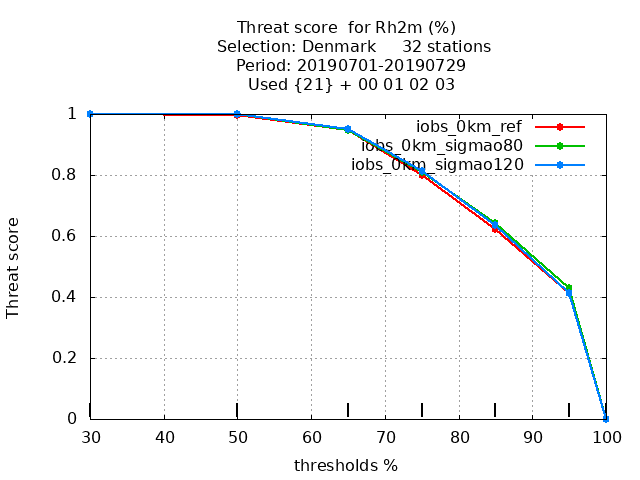 Threat score  for Rh2m (%)
Selection: Denmark     32 stations
Period: 20190701-20190729
Used {21} + 00 01 02 03
iobs_0km_ref
iobs_0km_sigmao80
iobs_0km_sigmao120
1
0.8
0.6
0.4
0.2
0
Threat score
30 40 50 60 70 80 90 100
thresholds %